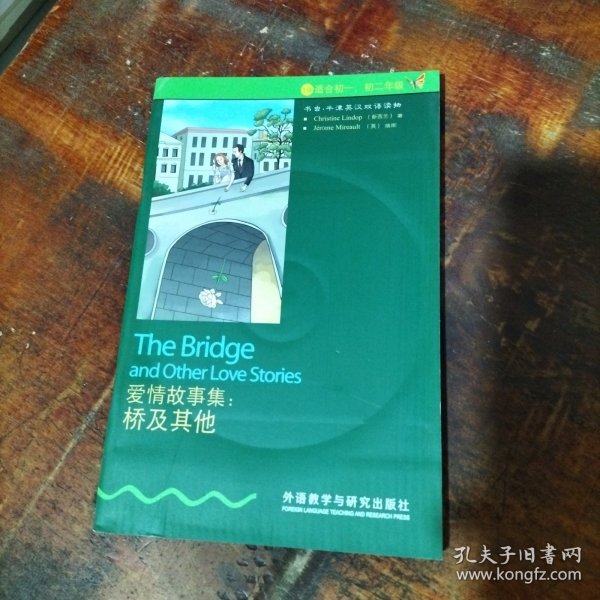 适合初一、初二年级
书虫·牛津英汉双语读物
Christine Lindop （新西兰） 著
Jérôme Mireault （英） 插图
The Bridge
and Other Love Stories
爱情故事集：
桥及其他
外语教学与研究出版社
FOREIGN LANGUAGE TEACHING AND RESEARCH PRESS
孔夫子旧书网
www.kongfz.com